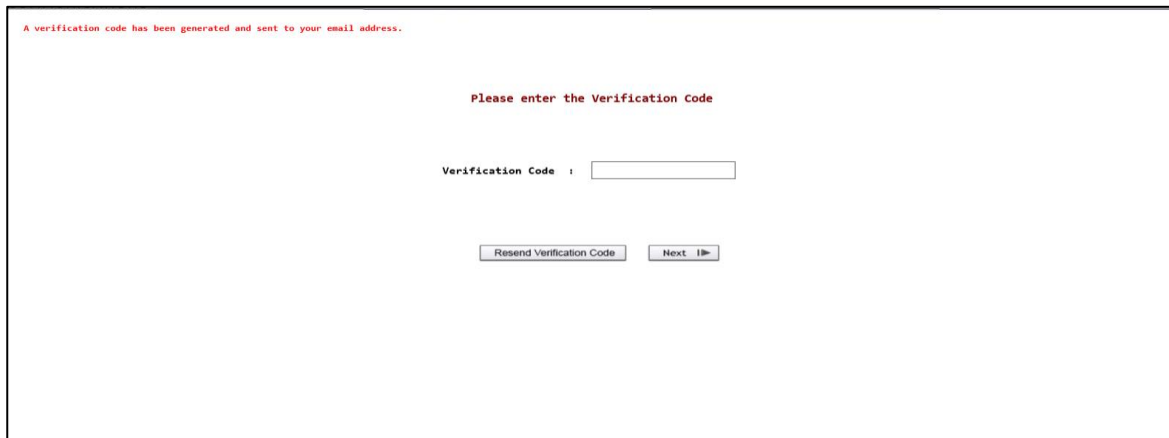 A verification code has been generated and sent to your email address.
Please enter the Verification Code
Verification Code :
Resend Verification Code Next